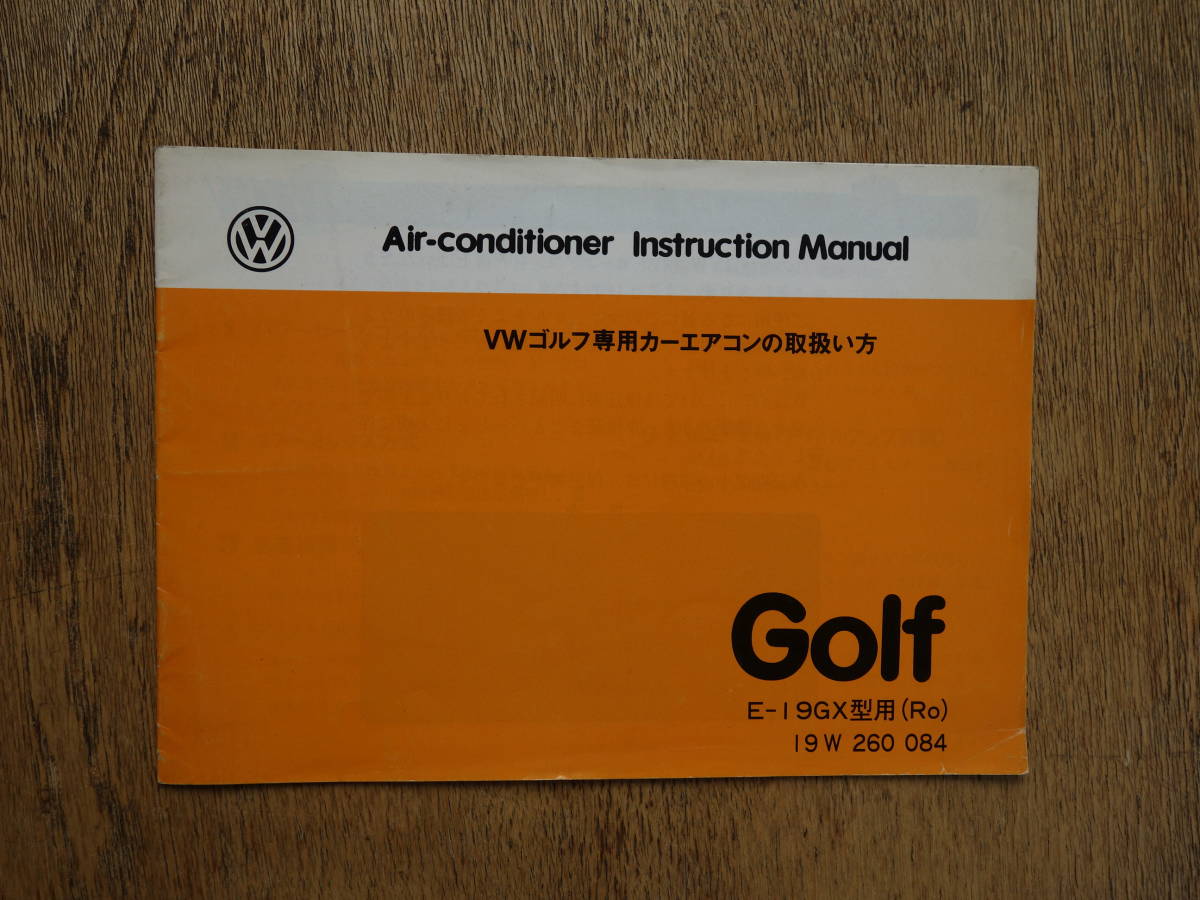 Air-conditioner Instruction Manual
VWゴルフ専用カーエアコンの取扱い方
Golf
E-19GX型用(Ro)
19W 260 084